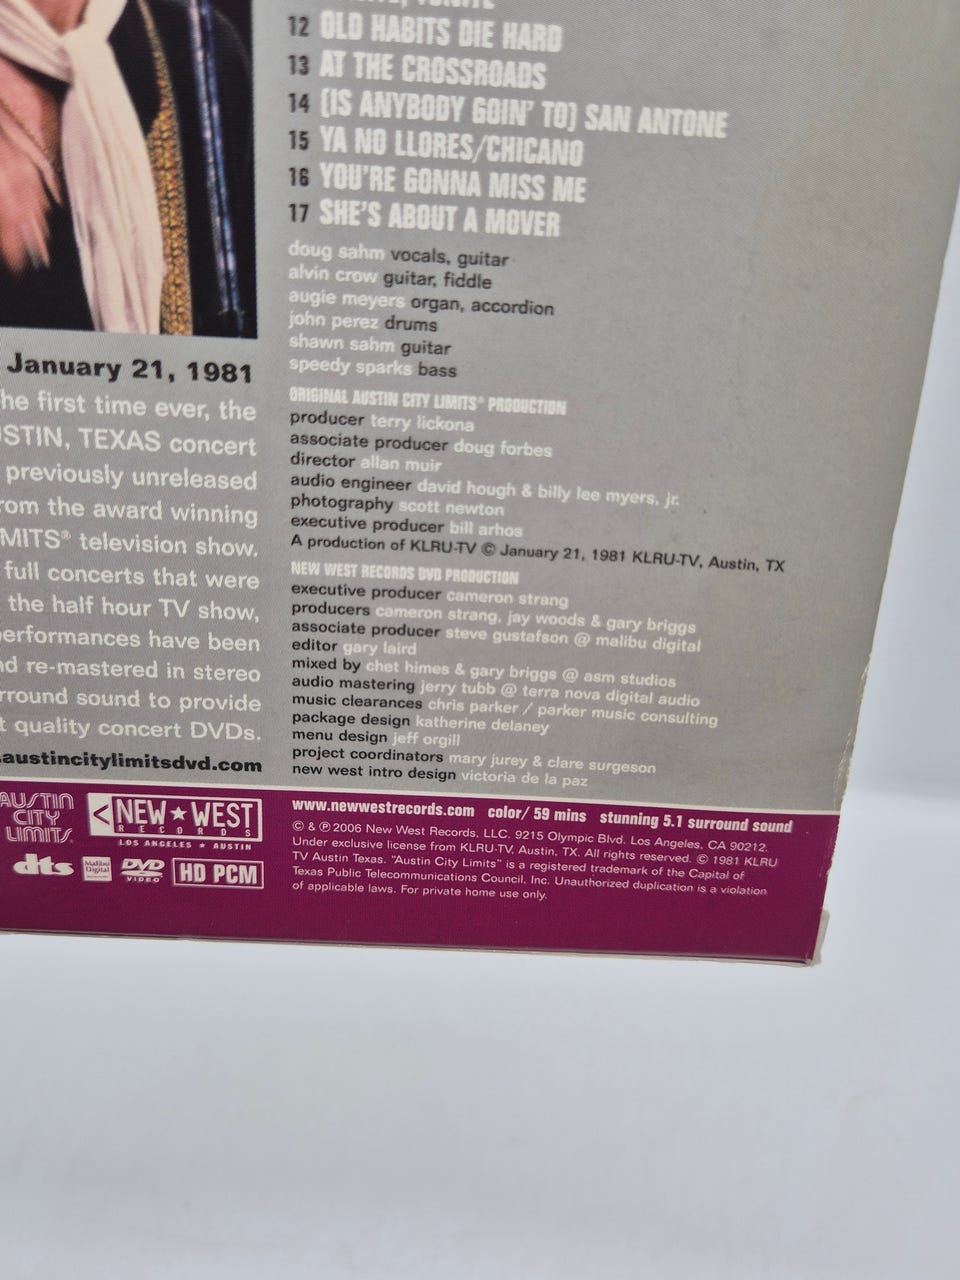 12 OLD HABITS DIE HARD
13 AT THE CROSSROADS
14 (IS ANYBODY GOIN' TO) SAN ANTONE
15 YA NO LLORES/CHICANO
16 YOU'RE GONNA MISS ME
17 SHE'S ABOUT A MOVER
doug sahm vocals, guitar
alvin crow guitar, fiddle
augie meyers organ, accordion
john perez drums
shawn sahm guitar
speedy sparks bass
ORIGINAL AUSTIN CITY LIMITS® PRODUCTION
producer terry lickona
associate producer doug forbes
director allan muir
audio engineer david hough & billy lee myers, jr.
photography scott newton
executive producer bill arhos
A production of KLRU-TV © January 21, 1981 KLRU-TV, Austin, TX
NEW WEST RECORDS DVD PRODUCTION
executive producer cameron strang
producers cameron strang, jay woods & gary briggs
associate producer steve gustafson @ malibu digital
editor gary laird
mixed by chet himes & gary briggs @ asm studios
audio mastering jerry tubb @ terra nova digital audio
music clearances chris parker / parker music consulting
package design katherine delaney
menu design jeff orgill
project coordinators mary jurey & clare surgeson
new west intro design victoria de la paz
January 21, 1981
he first time ever, the
STIN, TEXAS concert
previously unreleased
rom the award winning
MITS® television show.
full concerts that were
the half hour TV show,
erformances have been
d re-mastered in stereo
rround sound to provide
t quality concert DVDs.
.austincitylimitsdvd.com
AUSTIN
CITY
LIMITS
NEW★WEST
RECORDS
LOS ANGELES ★ AUSTIN
dts
Malibu
Digital
DVD
VIDEO
HD PCM
www.newwestrecords.com color/ 59 mins stunning 5.1 surround sound
© & ℗ 2006 New West Records, LLC. 9215 Olympic Blvd. Los Angeles, CA 90212.
Under exclusive license from KLRU-TV, Austin, TX. All rights reserved. © 1981 KLRU
TV Austin Texas. "Austin City Limits" is a registered trademark of the Capital of
Texas Public Telecommunications Council, Inc. Unauthorized duplication is a violation
of applicable laws. For private home use only.